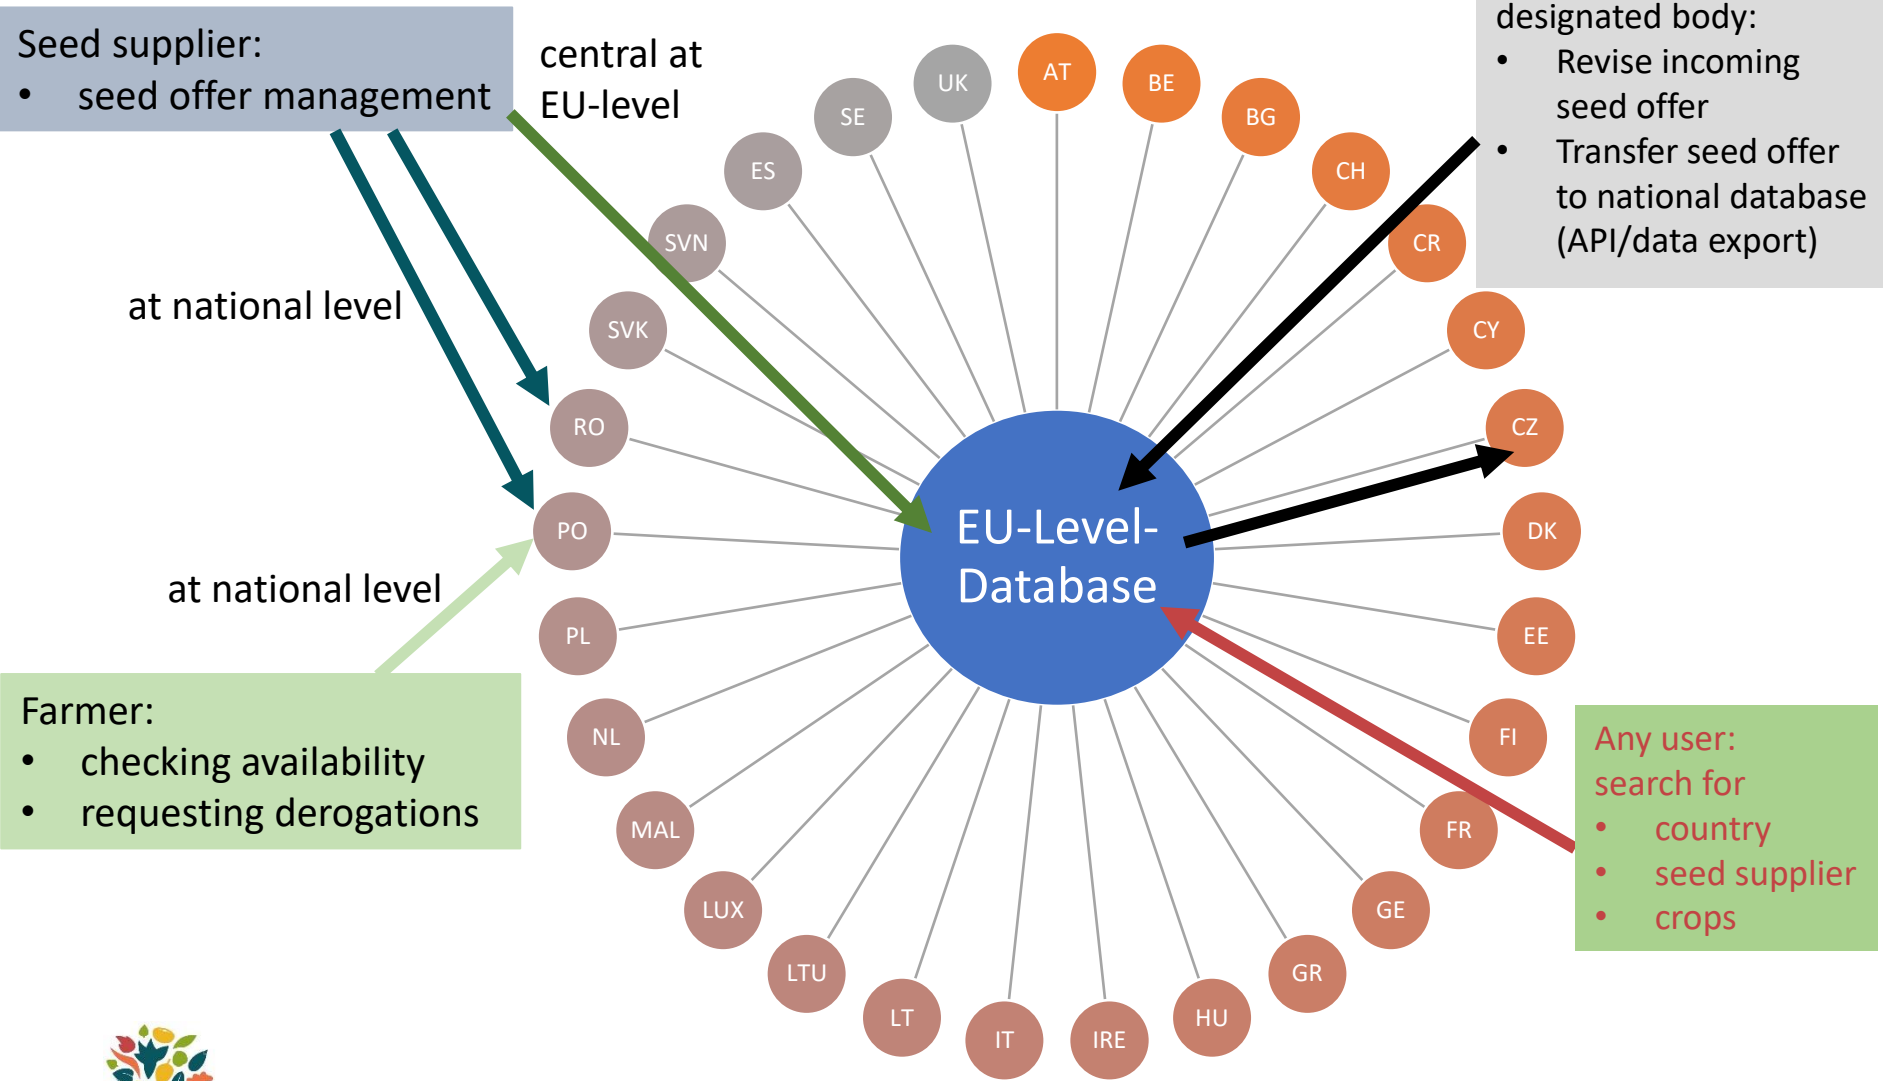 Seed supplier:
• seed offer management
central at
EU-level
designated body:
• Revise incoming
seed offer
• Transfer seed offer
to national database
(API/data export)
UK
AT
BE
SE
BG
ES
CH
SVN
CR
at national level
SVK
CY
RO
CZ
PO
EU-Level-
Database
DK
at national level
PL
EE
Farmer:
• checking availability
• requesting derogations
NL
FI
Any user:
search for
• country
• seed supplier
• crops
MAL
FR
LUX
GE
LTU
GR
LT
HU
IT
IRE